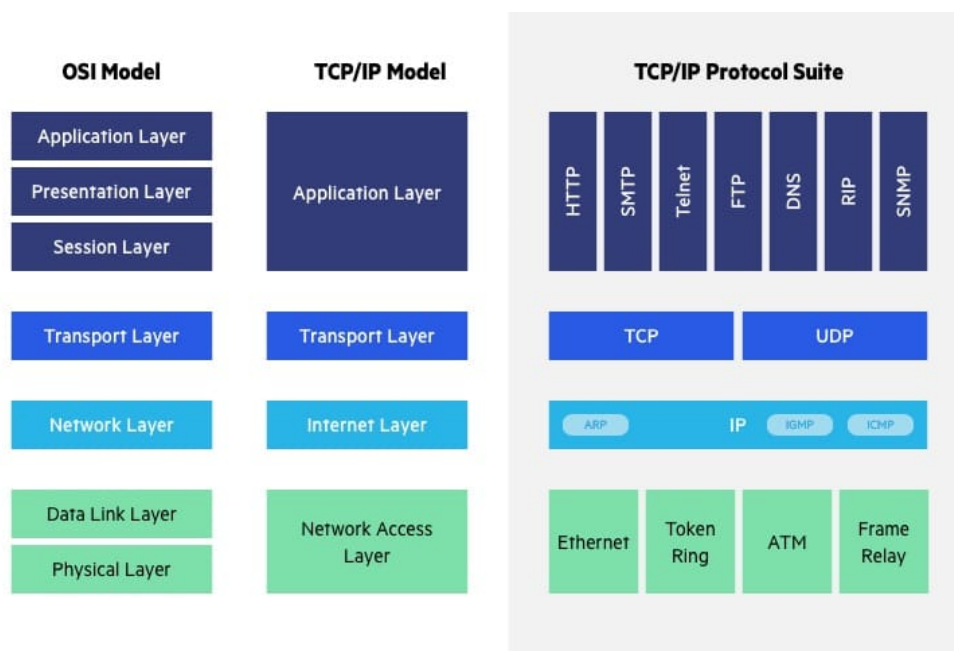 OSI Model
TCP/IP Model
TCP/IP Protocol Suite
Application Layer
Presentation Layer
Session Layer
Application Layer
HTTP
SMTP
Telnet
FTP
DNS
RIP
SNMP
Transport Layer
Transport Layer
TCP
UDP
Network Layer
Internet Layer
ARP
IP
IGMP
ICMP
Data Link Layer
Physical Layer
Network Access
Layer
Ethernet
Token
Ring
ATM
Frame
Relay